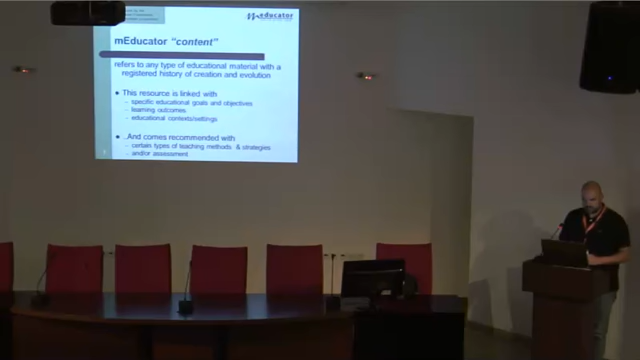 mEducator
mEducator "content"
refers to any type of educational material with a
registered history of creation and evolution
This resource is linked with
– specific educational goals and objectives
– learning outcomes
– educational contexts/settings
..And comes recommended with
– certain types of teaching methods & strategies
– and/or assessment